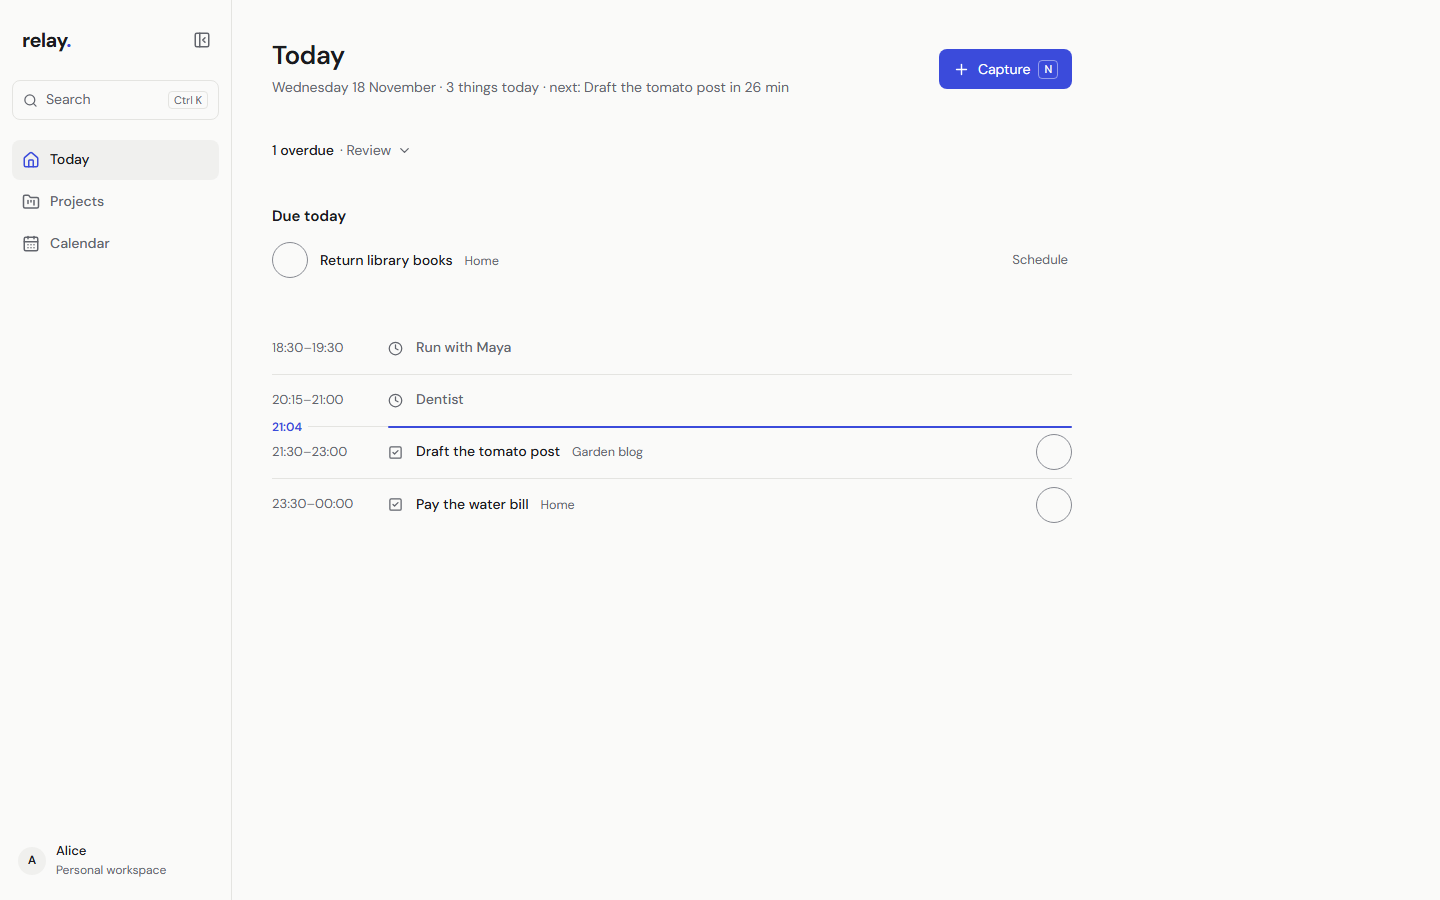 relay.
Search Ctrl K
Today
Projects
Calendar
Alice
A
Personal workspace
Today
Wednesday 18 November · 3 things today · next: Draft the tomato post in 26 min
+ Capture N
1 overdue · Review
Due today
Return library books Home Schedule
18:30–19:30 Run with Maya
20:15–21:00 Dentist
21:04
21:30–23:00 Draft the tomato post Garden blog
23:30–00:00 Pay the water bill Home